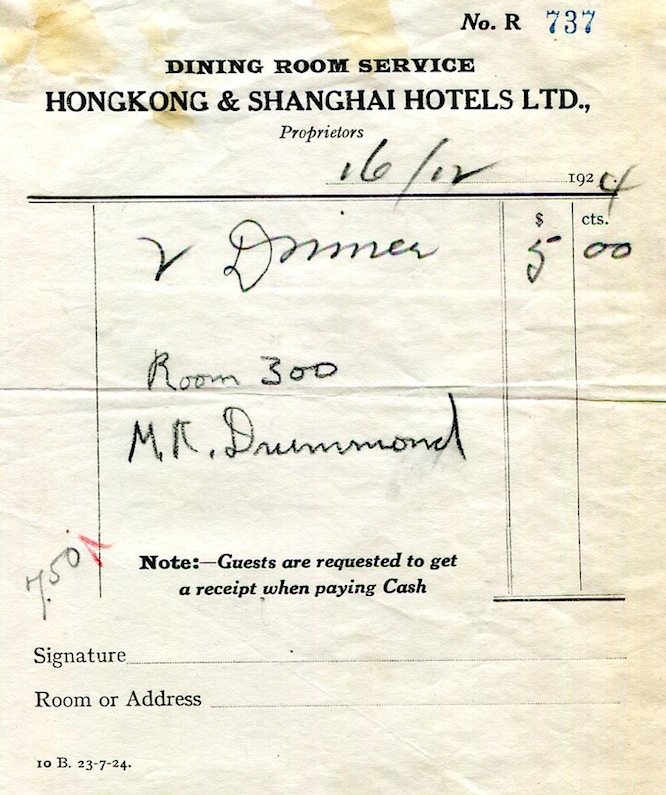 No. R 737
DINING ROOM SERVICE
HONGKONG & SHANGHAI HOTELS LTD.,
Proprietors
16/12 1924
$ cts.
2 Dinner 5 00
Room 300
M.K. Drummond
7.50
Note:—Guests are requested to get
a receipt when paying Cash
Signature
Room or Address
10 B. 23-7-24.